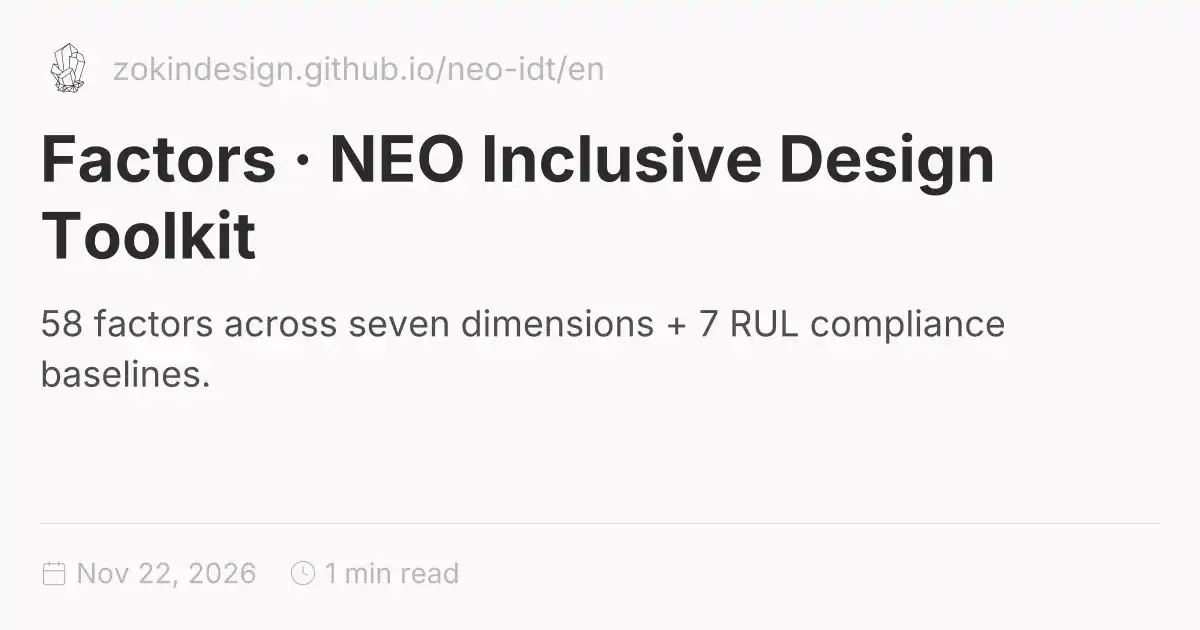 zokindesign.github.io/neo-idt/en
Factors · NEO Inclusive Design
Toolkit
58 factors across seven dimensions + 7 RUL compliance
baselines.
Nov 22, 2026 1 min read